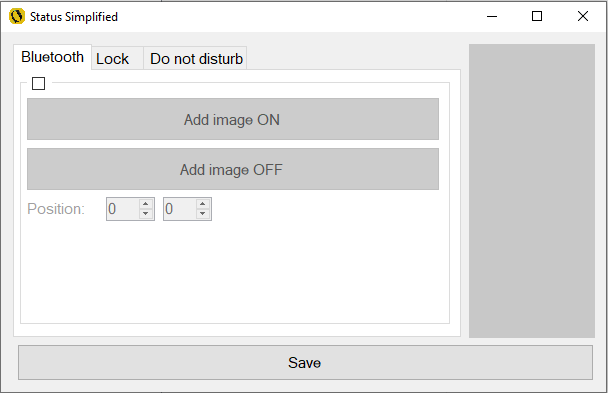 Status Simplified
Bluetooth Lock Do not disturb
Add image ON
Add image OFF
Position: 0 0
Save